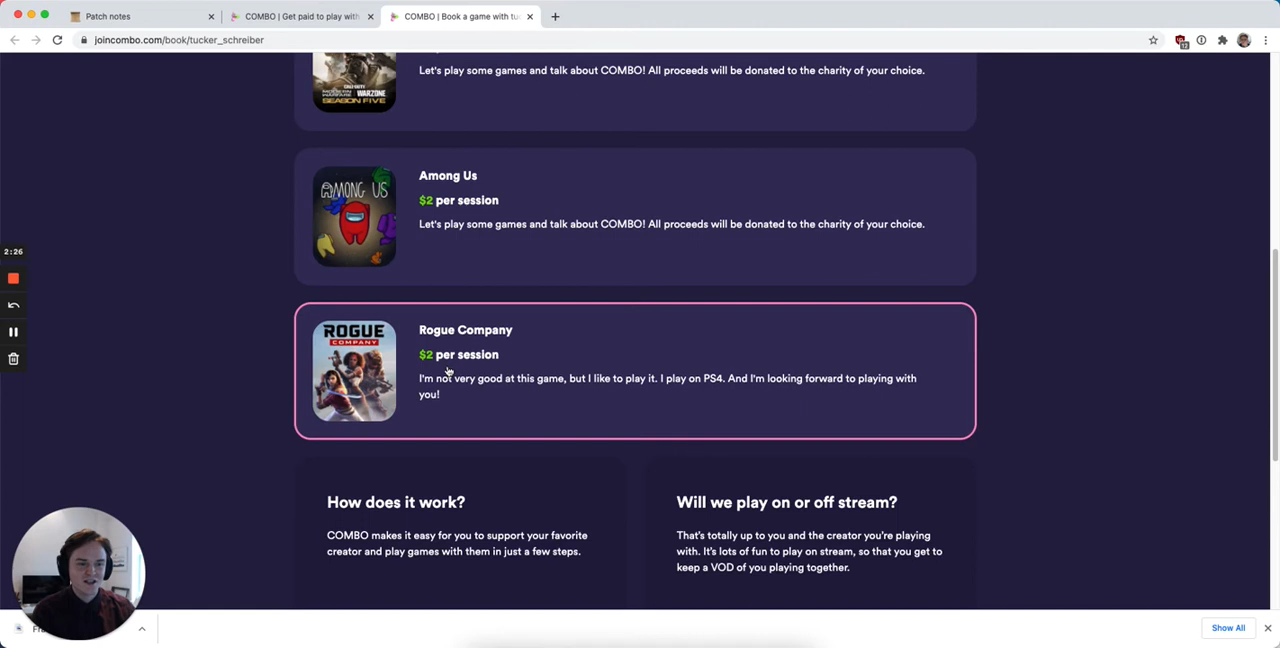 Patch notes
COMBO | Get paid to play with
COMBO | Book a game with tuc
joincombo.com/book/tucker_schreiber
12
WARZONE
SEASON FIVE
Let's play some games and talk about COMBO! All proceeds will be donated to the charity of your choice.
AMONG US
Among Us
$2 per session
Let's play some games and talk about COMBO! All proceeds will be donated to the charity of your choice.
2:26
ROGUE
COMPANY
Rogue Company
$2 per session
I'm not very good at this game, but I like to play it. I play on PS4. And I'm looking forward to playing with
you!
How does it work?
COMBO makes it easy for you to support your favorite
creator and play games with them in just a few steps.
Will we play on or off stream?
That's totally up to you and the creator you're playing
with. It's lots of fun to play on stream, so that you get to
keep a VOD of you playing together.
Show All